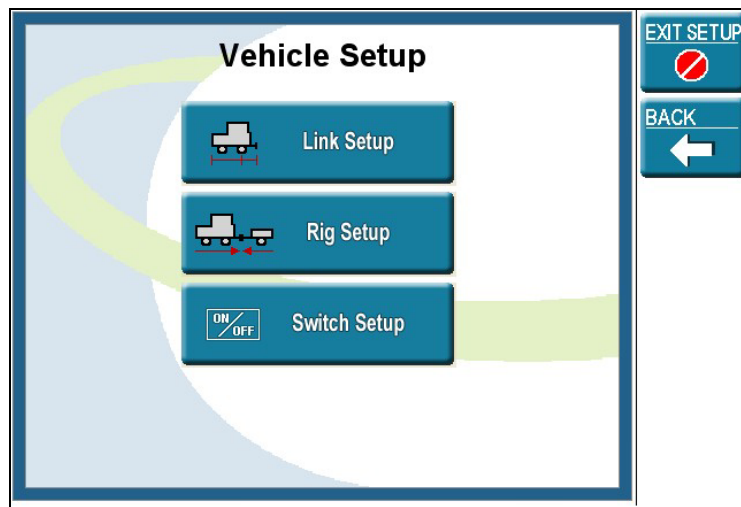 Vehicle Setup
Link Setup
Rig Setup
ON/OFF
Switch Setup
EXIT SETUP
BACK